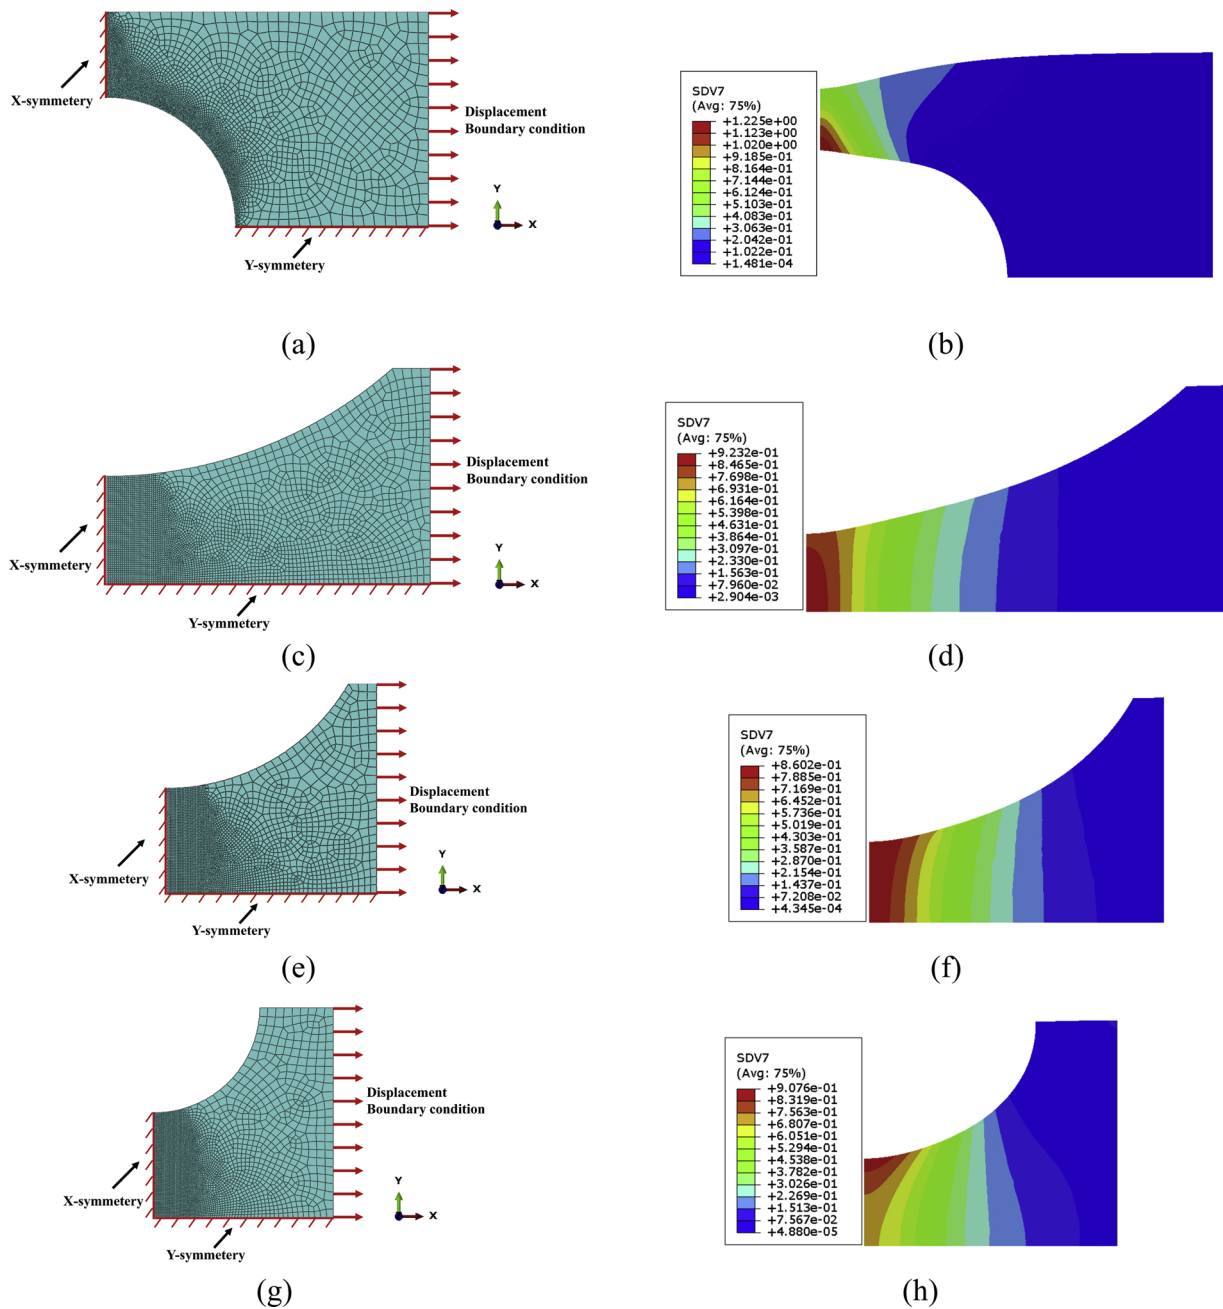 X-symmetery
Displacement
Boundary condition
Y
X
Y-symmetery
(a)
SDV7
(Avg: 75%)
+1.225e+00
+1.123e+00
+1.020e+00
+9.185e-01
+8.164e-01
+7.144e-01
+6.124e-01
+5.103e-01
+4.083e-01
+3.063e-01
+2.042e-01
+1.022e-01
+1.481e-04
(b)
X-symmetery
Displacement
Boundary condition
Y
X
Y-symmetery
(c)
SDV7
(Avg: 75%)
+9.232e-01
+8.465e-01
+7.698e-01
+6.931e-01
+6.164e-01
+5.398e-01
+4.631e-01
+3.864e-01
+3.097e-01
+2.330e-01
+1.563e-01
+7.960e-02
+2.904e-03
(d)
X-symmetery
Displacement
Boundary condition
Y
X
Y-symmetery
(e)
SDV7
(Avg: 75%)
+8.602e-01
+7.885e-01
+7.169e-01
+6.452e-01
+5.736e-01
+5.019e-01
+4.303e-01
+3.587e-01
+2.870e-01
+2.154e-01
+1.437e-01
+7.208e-02
+4.345e-04
(f)
X-symmetery
Displacement
Boundary condition
Y
X
Y-symmetery
(g)
SDV7
(Avg: 75%)
+9.076e-01
+8.319e-01
+7.563e-01
+6.807e-01
+6.051e-01
+5.294e-01
+4.538e-01
+3.782e-01
+3.026e-01
+2.269e-01
+1.513e-01
+7.567e-02
+4.880e-05
(h)